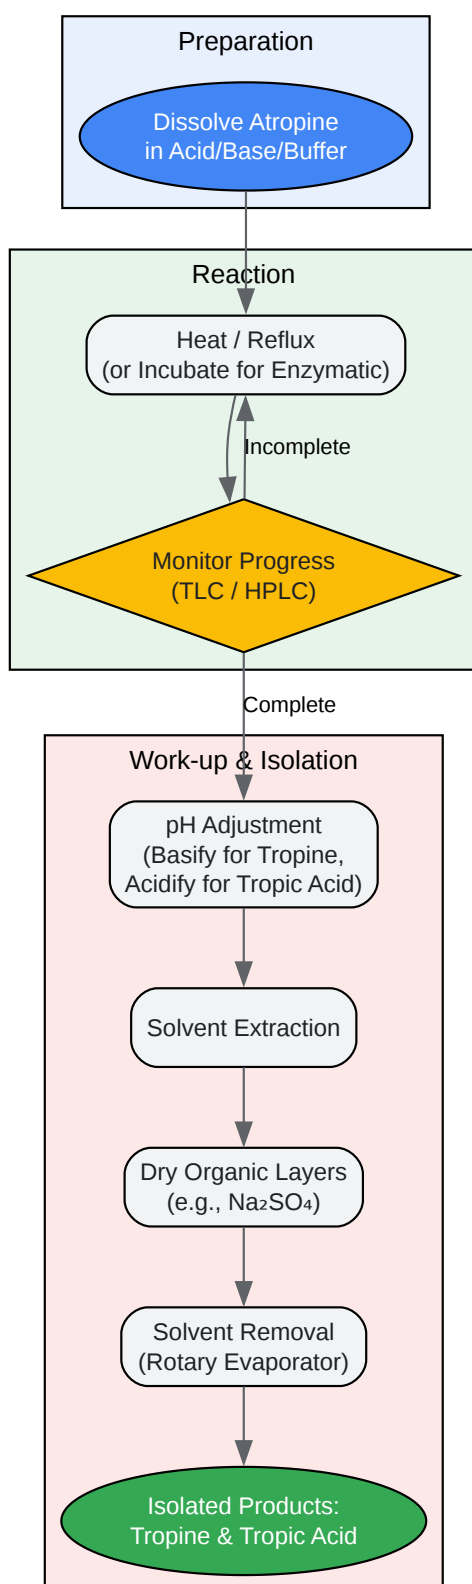 Preparation
Dissolve Atropine
in Acid/Base/Buffer
Reaction
Heat / Reflux
(or Incubate for Enzymatic)
Incomplete
Monitor Progress
(TLC / HPLC)
Complete
Work-up & Isolation
pH Adjustment
(Basify for Tropine,
Acidify for Tropic Acid)
Solvent Extraction
Dry Organic Layers
(e.g., Na₂SO₄)
Solvent Removal
(Rotary Evaporator)
Isolated Products:
Tropine & Tropic Acid